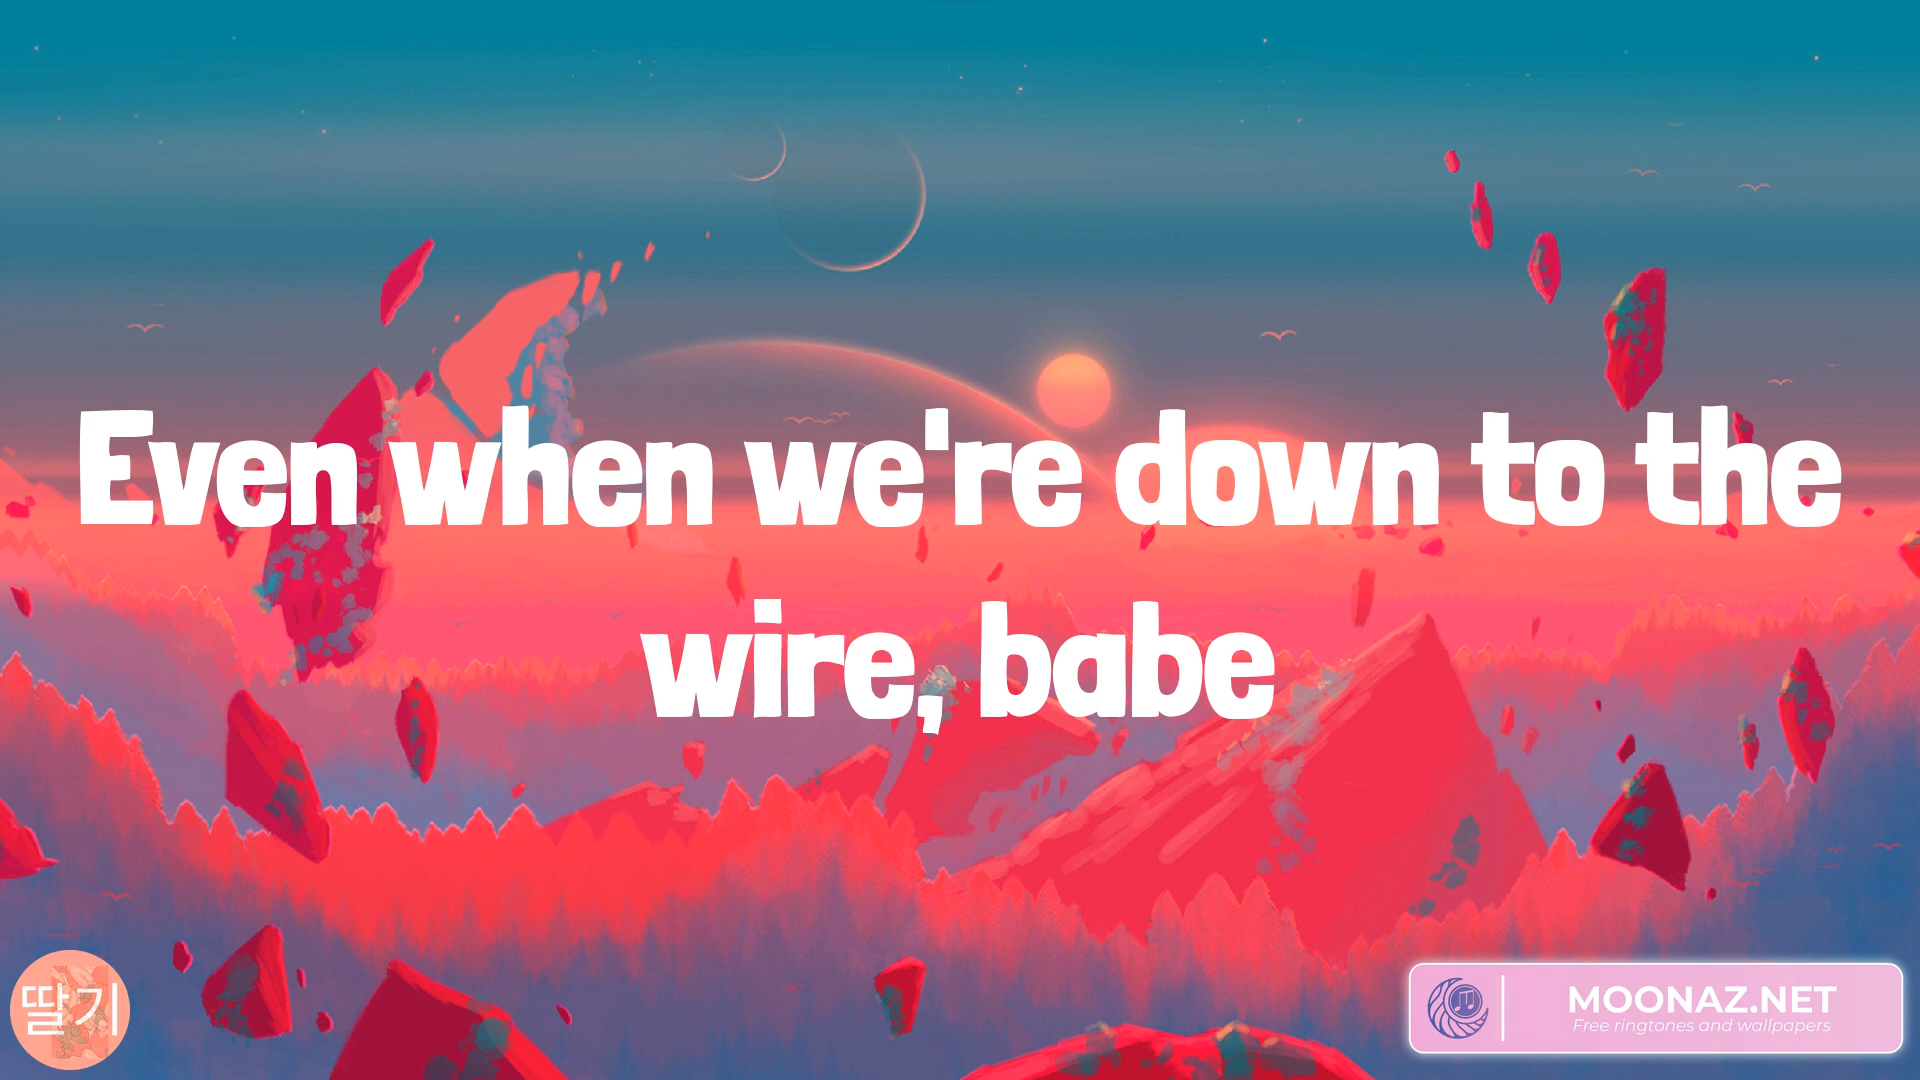 Even when we're down to the
wire, babe
딸기
MOONAZ.NET
Free ringtones and wallpapers